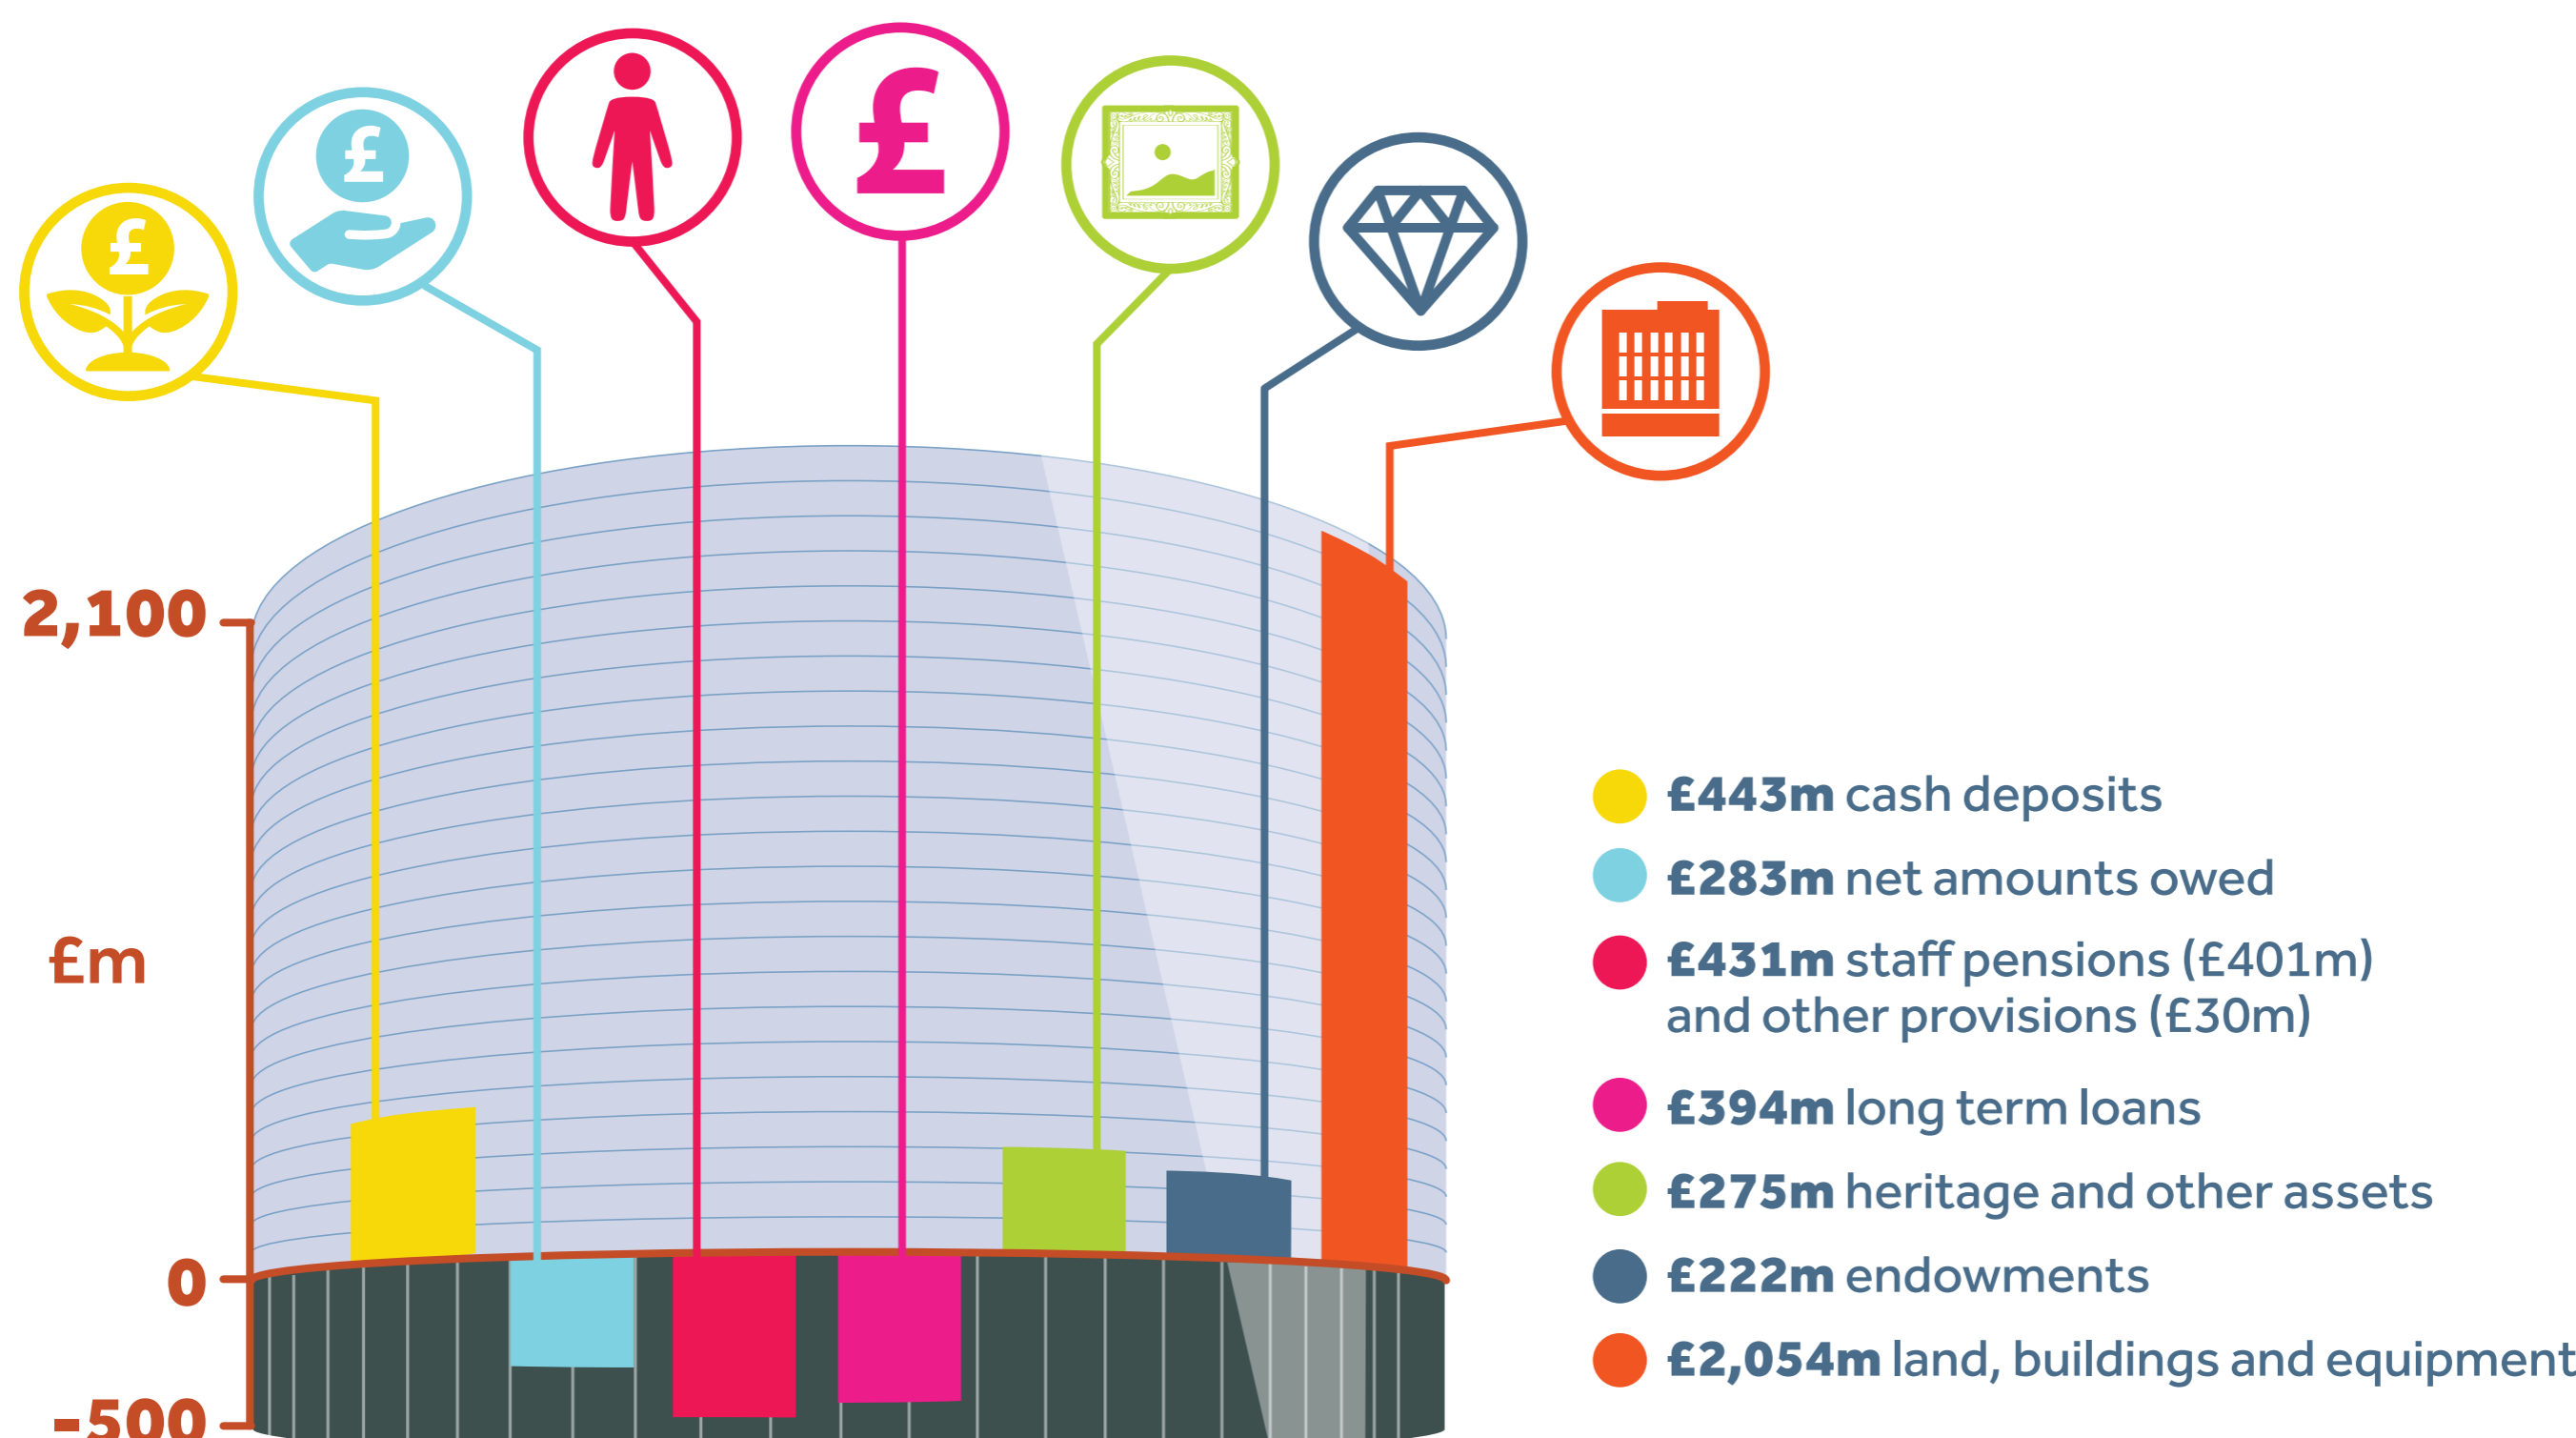 £
£
£
2,100
£m
0
-500
£443m cash deposits
£283m net amounts owed
£431m staff pensions (£401m)
and other provisions (£30m)
£394m long term loans
£275m heritage and other assets
£222m endowments
£2,054m land, buildings and equipment